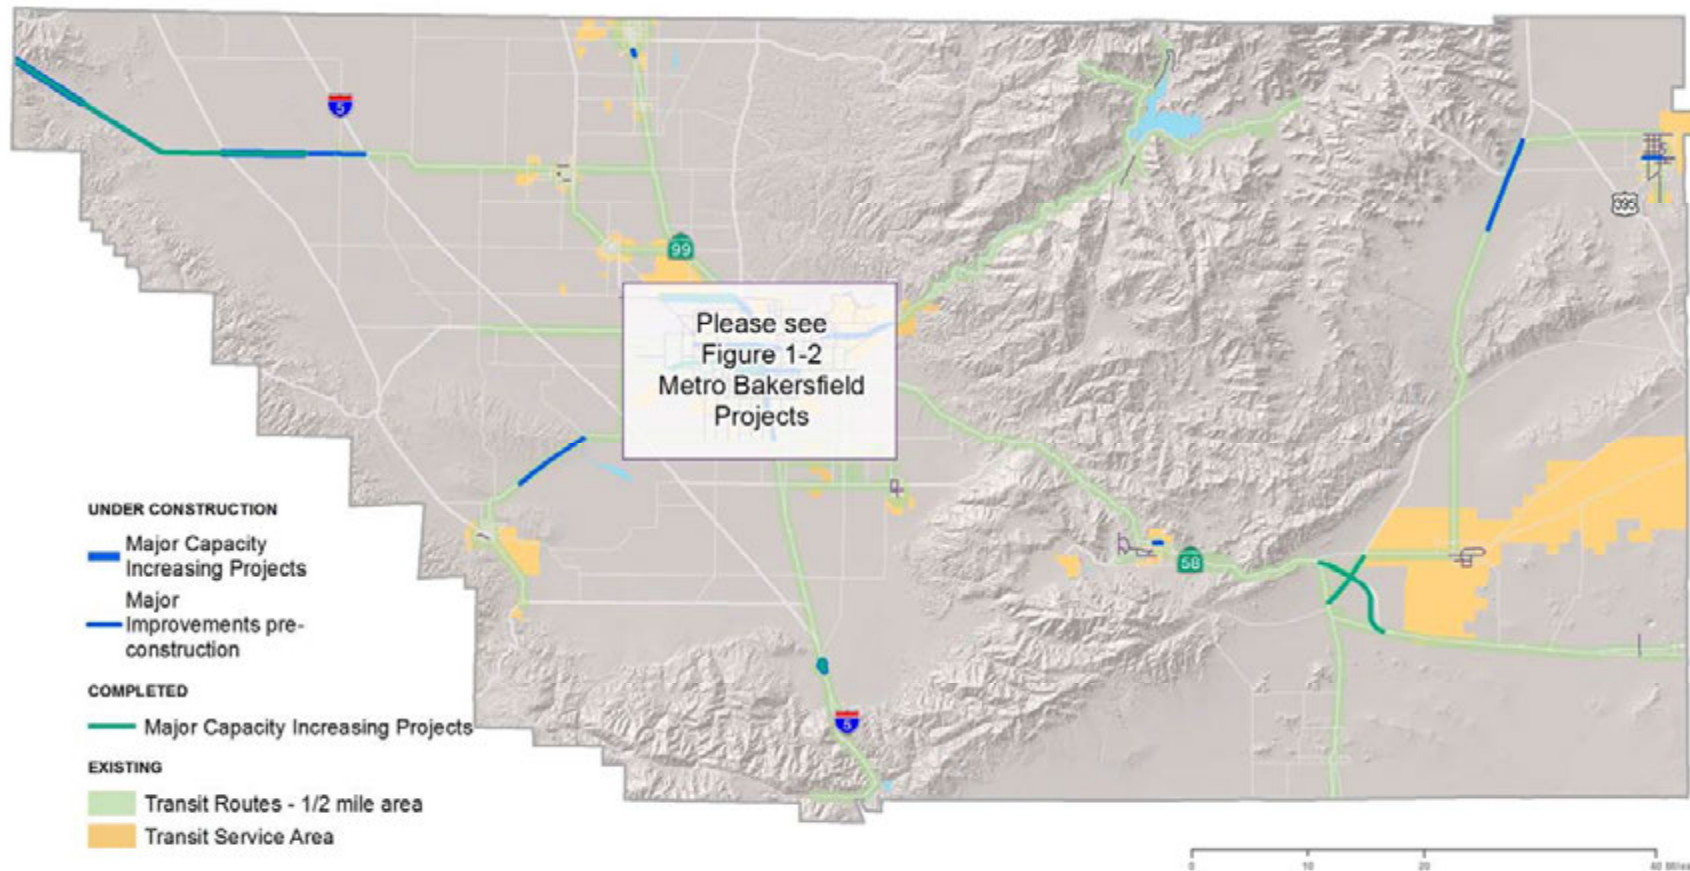 5
99
395
Please see
Figure 1-2
Metro Bakersfield
Projects
58
5
UNDER CONSTRUCTION
Major Capacity
Increasing Projects
Major
Improvements pre-
construction
COMPLETED
Major Capacity Increasing Projects
EXISTING
Transit Routes - 1/2 mile area
Transit Service Area
0 10 20 40 Miles